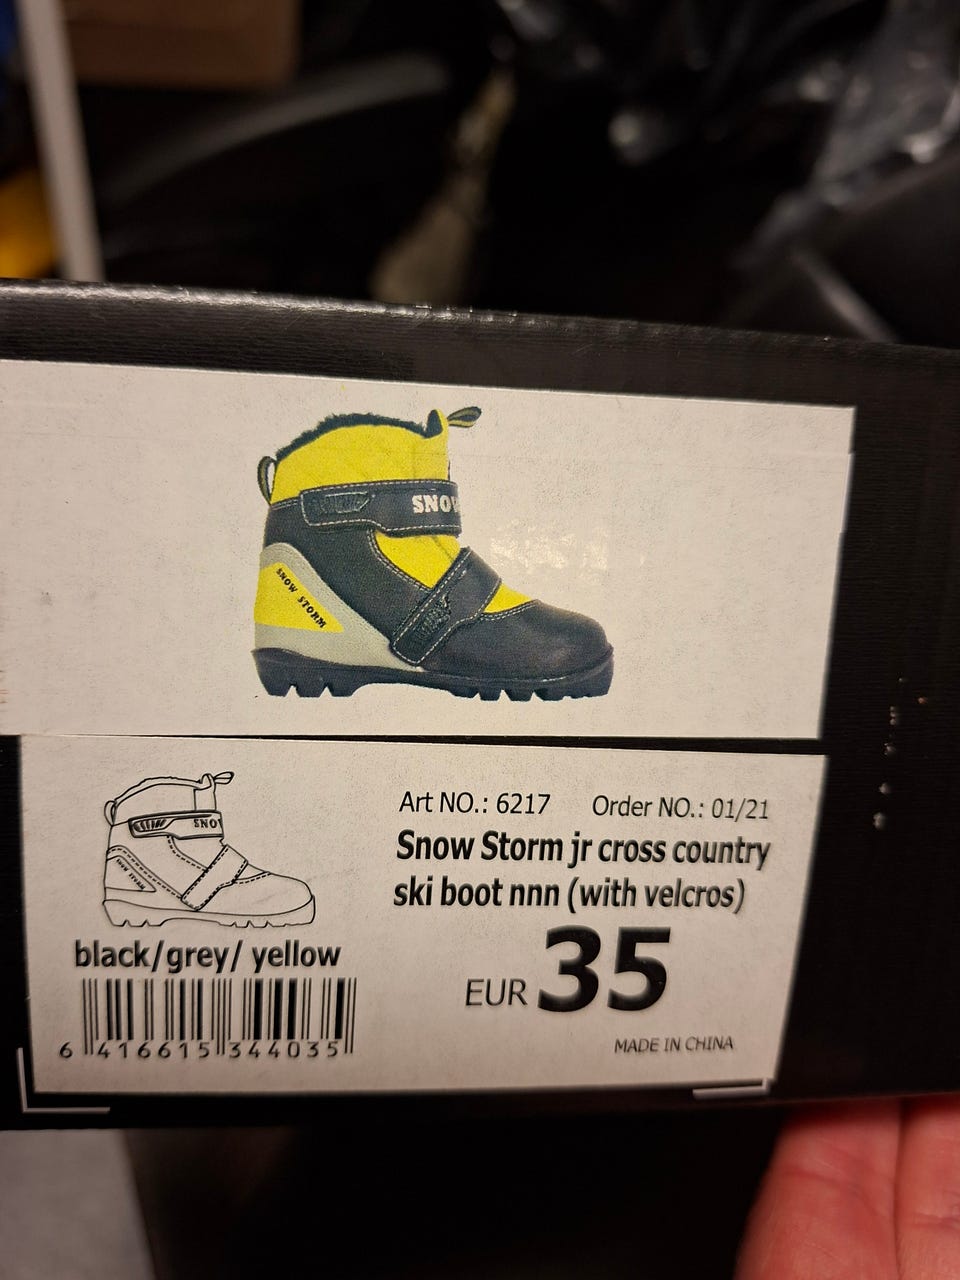 SNOW
SNOW STORM
SNO
Art NO.: 6217 Order NO.: 01/21
Snow Storm jr cross country
ski boot nnn (with velcros)
black/grey/ yellow
EUR 35
6 416615 344035
MADE IN CHINA